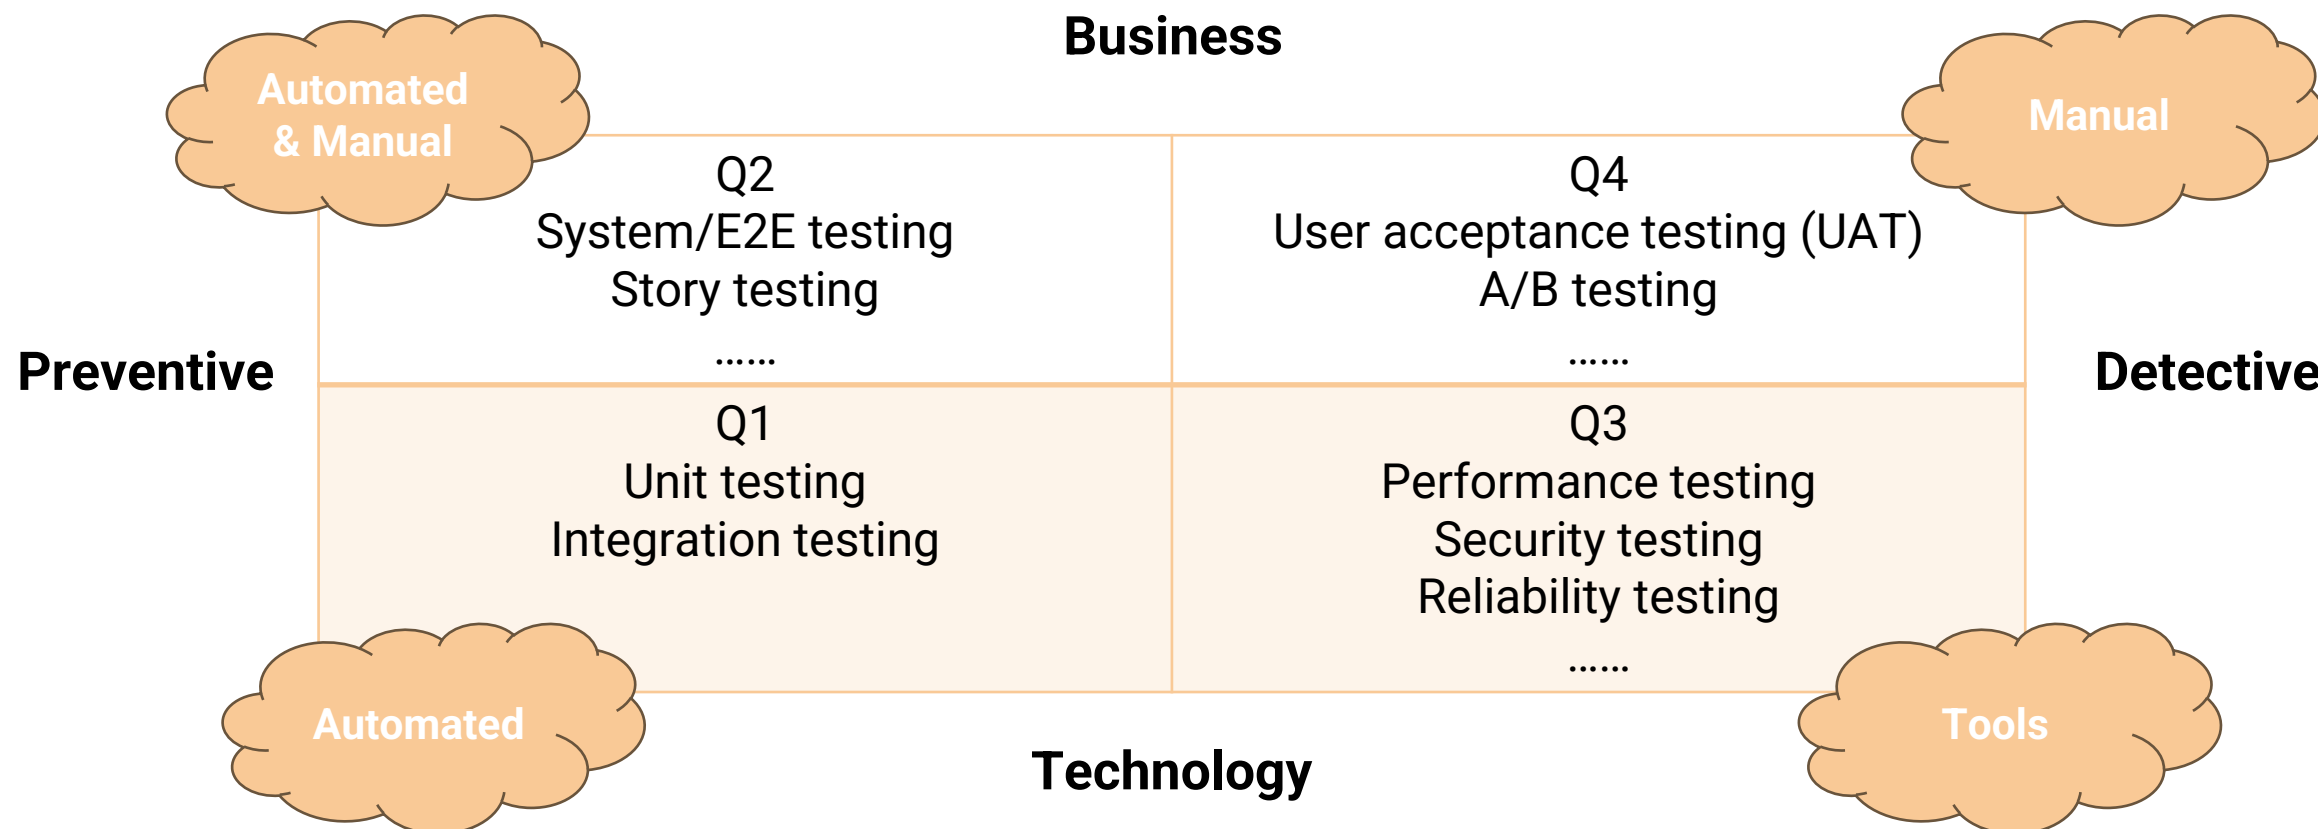 Business
Automated
& Manual
Manual
Q2
System/E2E testing
Story testing
......
Q4
User acceptance testing (UAT)
A/B testing
......
Preventive
Detective
Q1
Unit testing
Integration testing
Q3
Performance testing
Security testing
Reliability testing
......
Automated
Tools
Technology